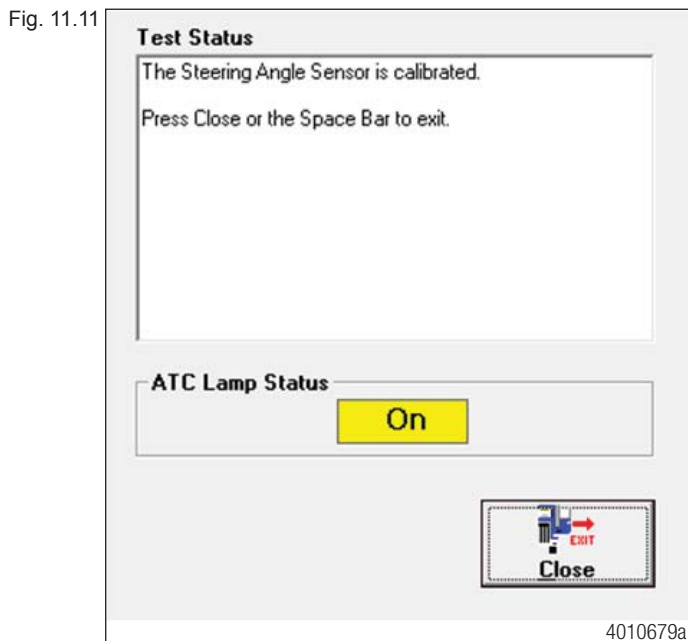 Fig. 11.11
Test Status
The Steering Angle Sensor is calibrated.
Press Close or the Space Bar to exit.
ATC Lamp Status
On
EXIT
Close
4010679a